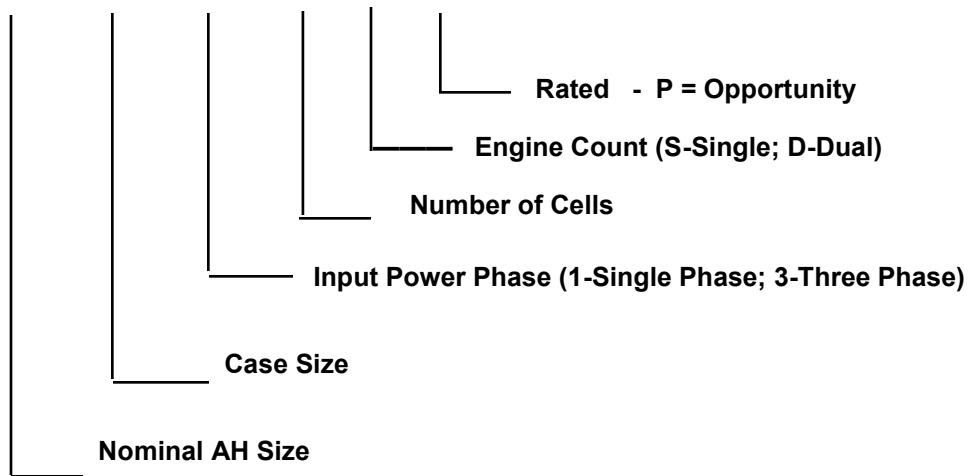 Rated - P = Opportunity
Engine Count (S-Single; D-Dual)
Number of Cells
Input Power Phase (1-Single Phase; 3-Three Phase)
Case Size
Nominal AH Size